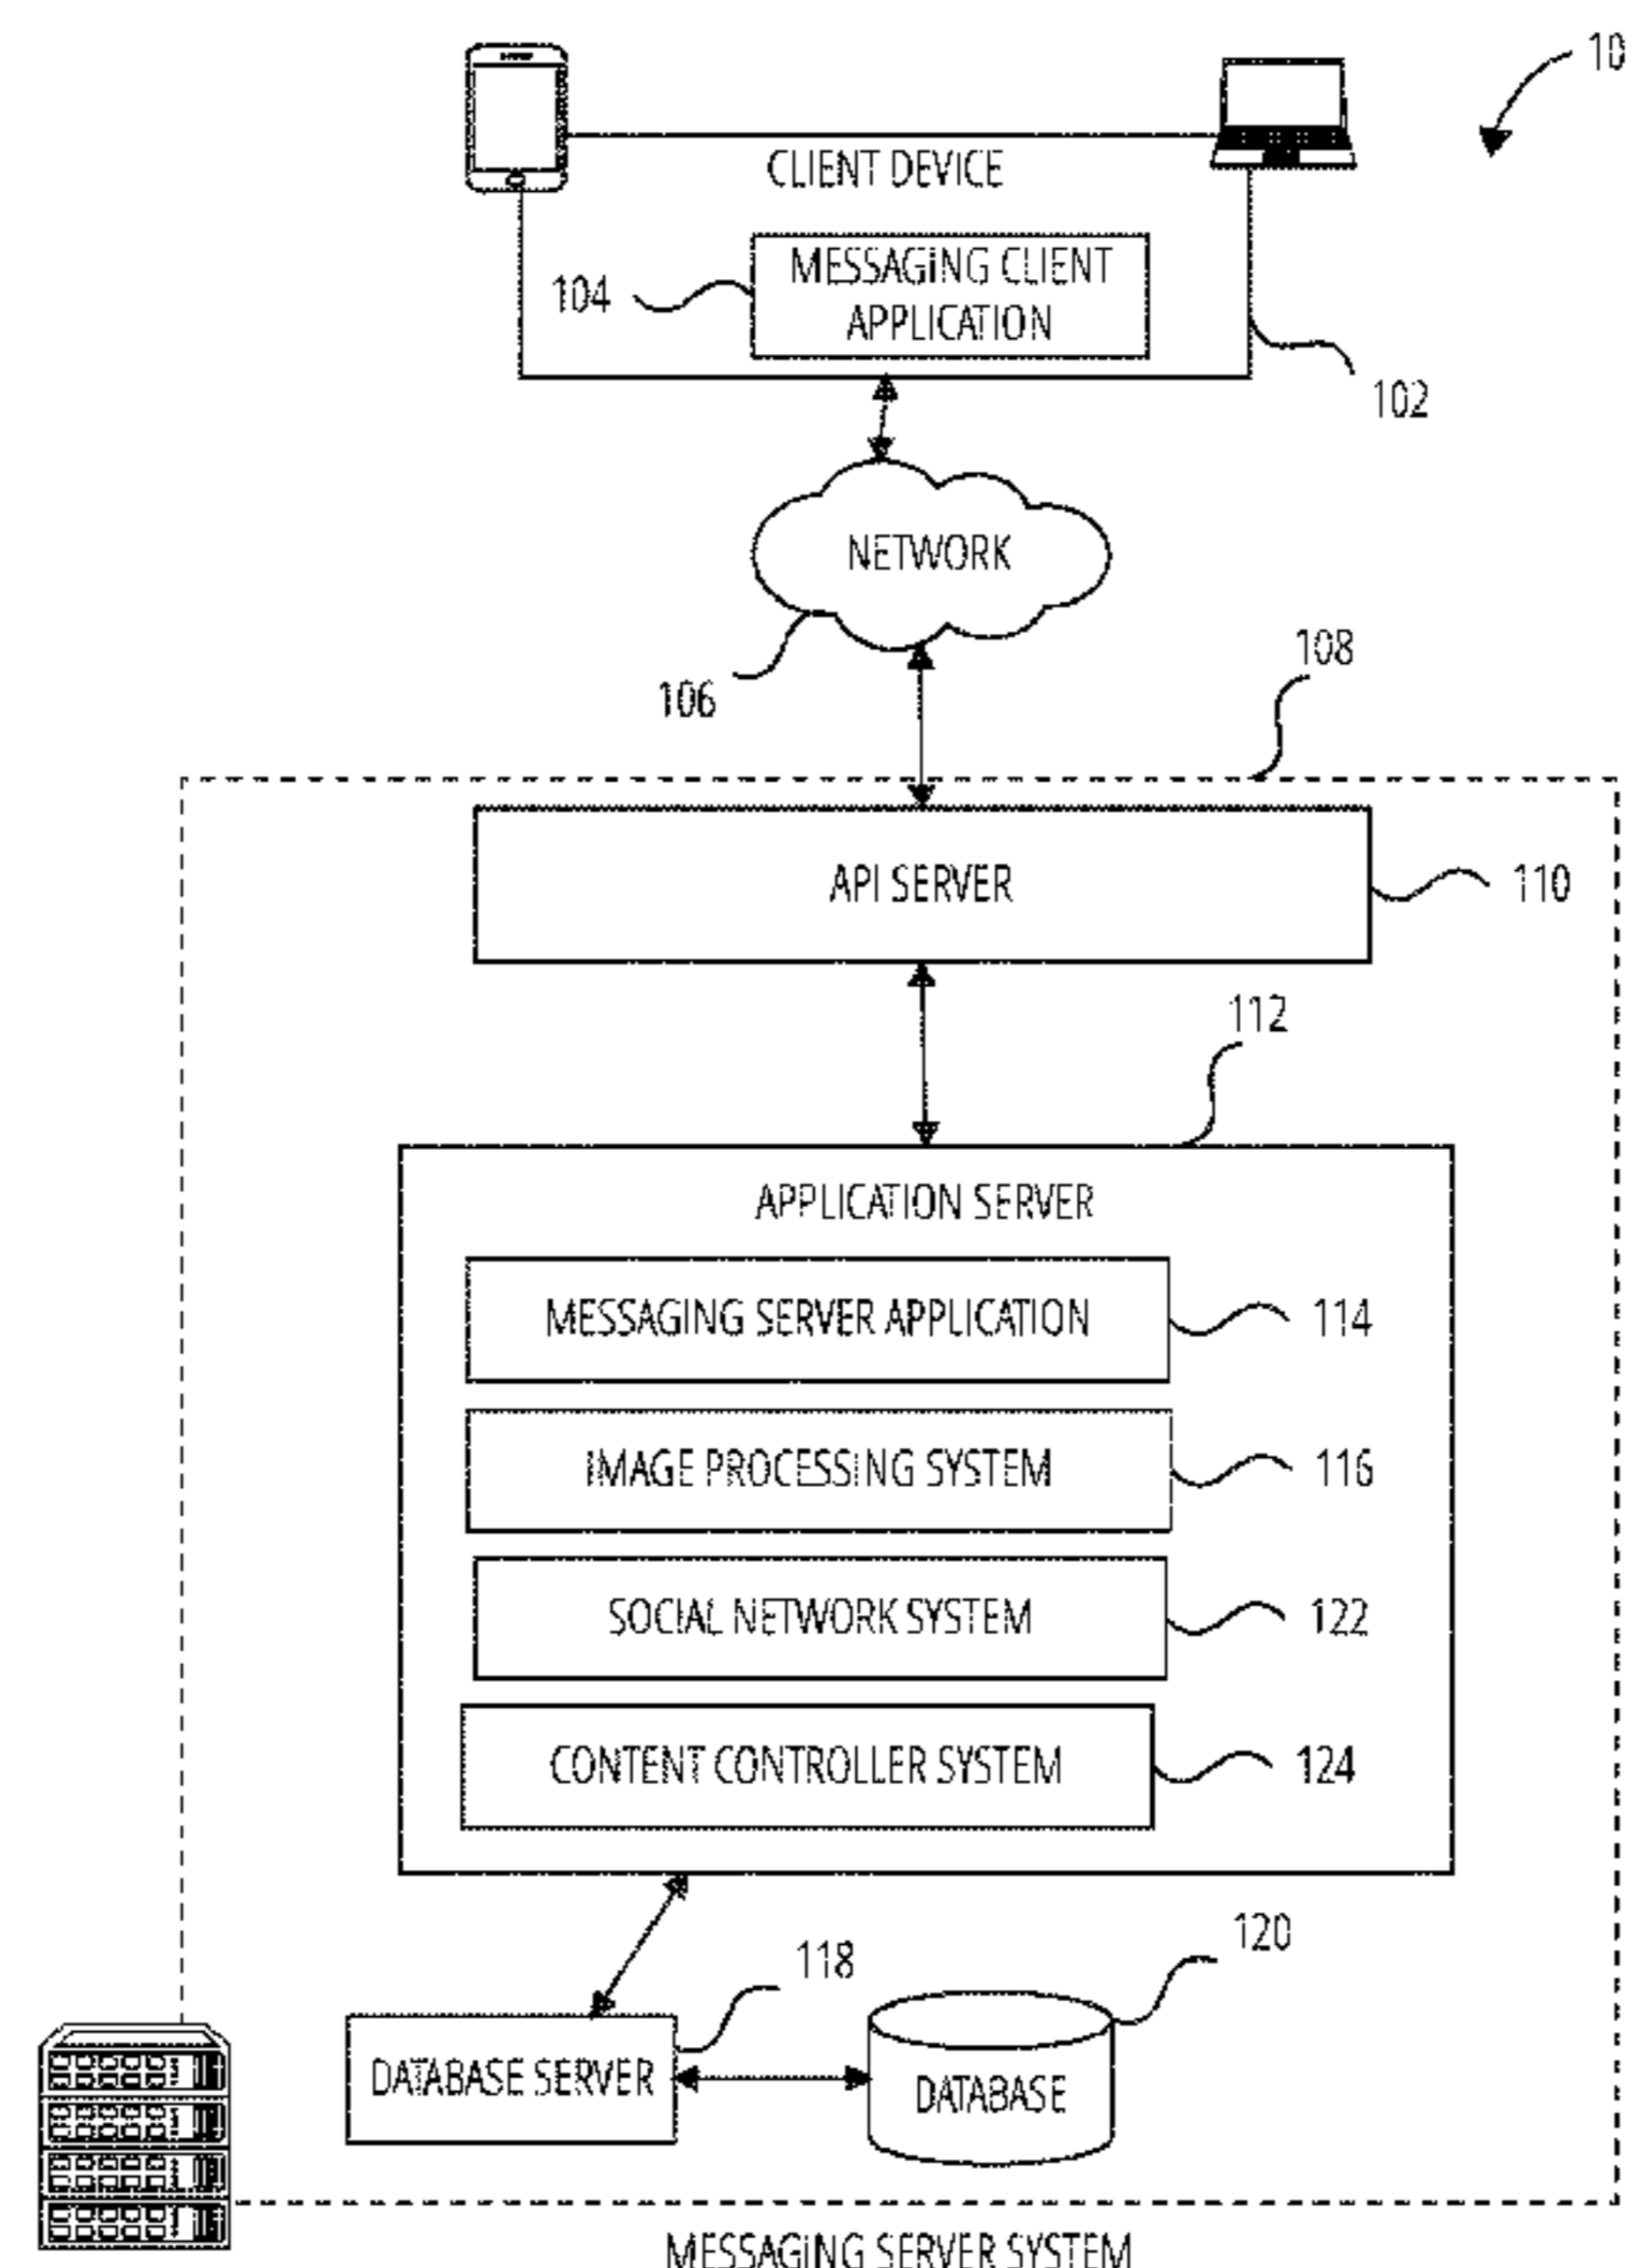 10
CLIENT DEVICE
104
MESSAGING CLIENT
APPLICATION
102
NETWORK
106
108
API SERVER
110
112
APPLICATION SERVER
MESSAGING SERVER APPLICATION
114
IMAGE PROCESSING SYSTEM
116
SOCIAL NETWORK SYSTEM
122
CONTENT CONTROLLER SYSTEM
124
118
120
DATABASE SERVER
DATABASE
MESSAGING SERVER SYSTEM